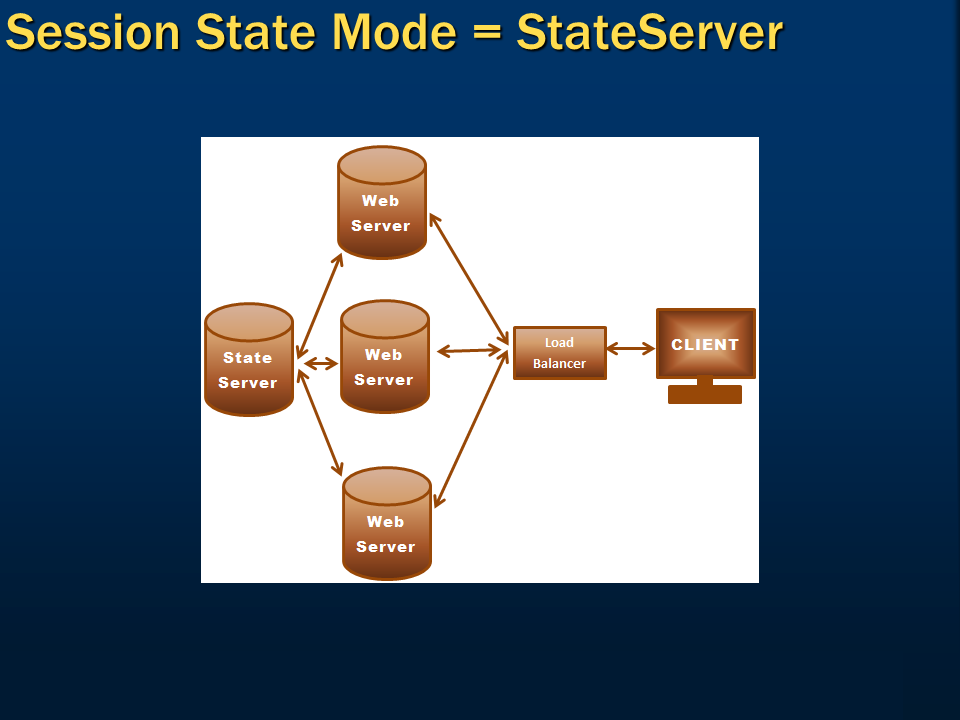 Session State Mode = StateServer
Web
Server
State
Server
Web
Server
Load
Balancer
CLIENT
Web
Server